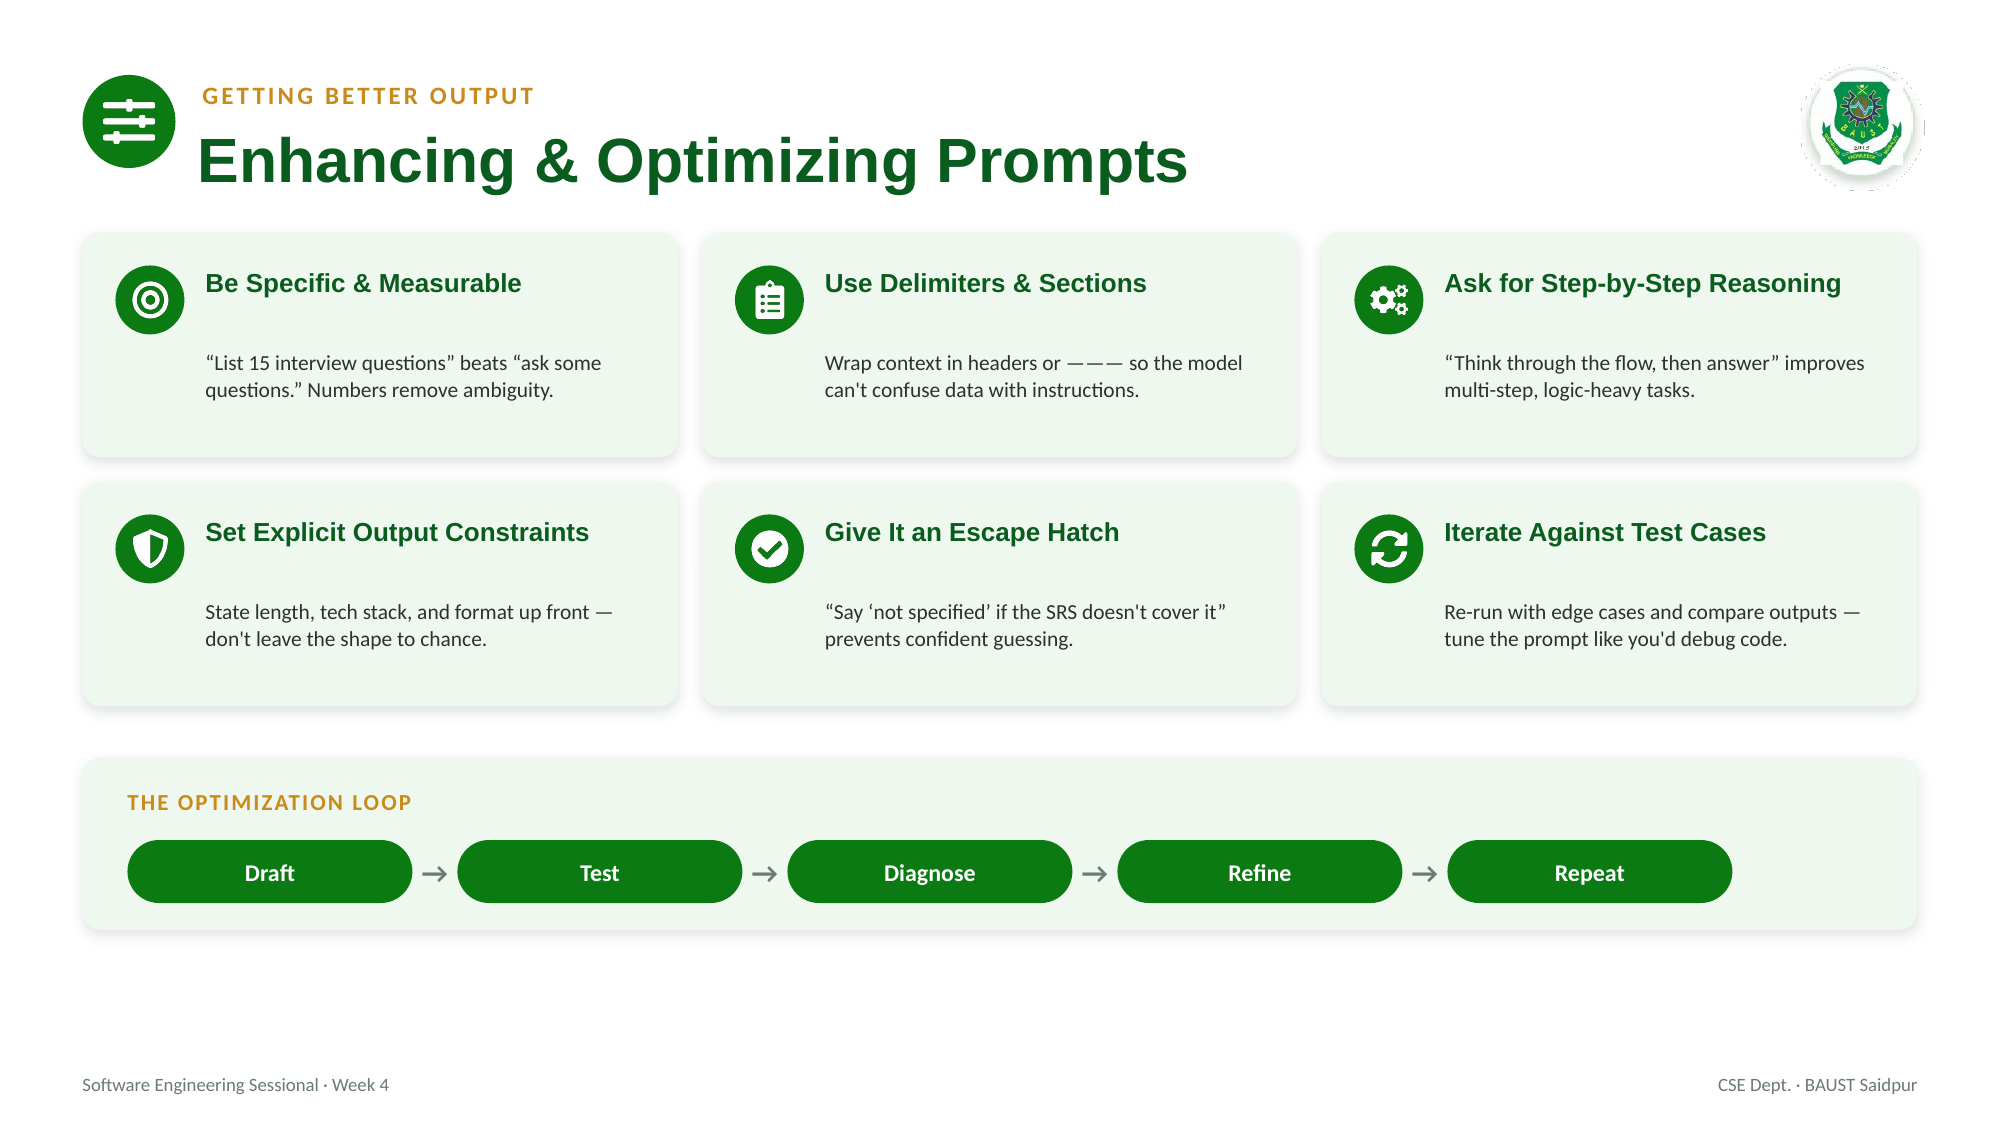 GETTING BETTER OUTPUT
Enhancing & Optimizing Prompts
BAUST
2015
Be Specific & Measurable
“List 15 interview questions” beats “ask some
questions.” Numbers remove ambiguity.
Use Delimiters & Sections
Wrap context in headers or ——— so the model
can't confuse data with instructions.
Ask for Step-by-Step Reasoning
“Think through the flow, then answer” improves
multi-step, logic-heavy tasks.
Set Explicit Output Constraints
State length, tech stack, and format up front —
don't leave the shape to chance.
Give It an Escape Hatch
“Say ‘not specified’ if the SRS doesn't cover it”
prevents confident guessing.
Iterate Against Test Cases
Re-run with edge cases and compare outputs —
tune the prompt like you'd debug code.
THE OPTIMIZATION LOOP
Draft → Test → Diagnose → Refine → Repeat
Software Engineering Sessional · Week 4
CSE Dept. · BAUST Saidpur